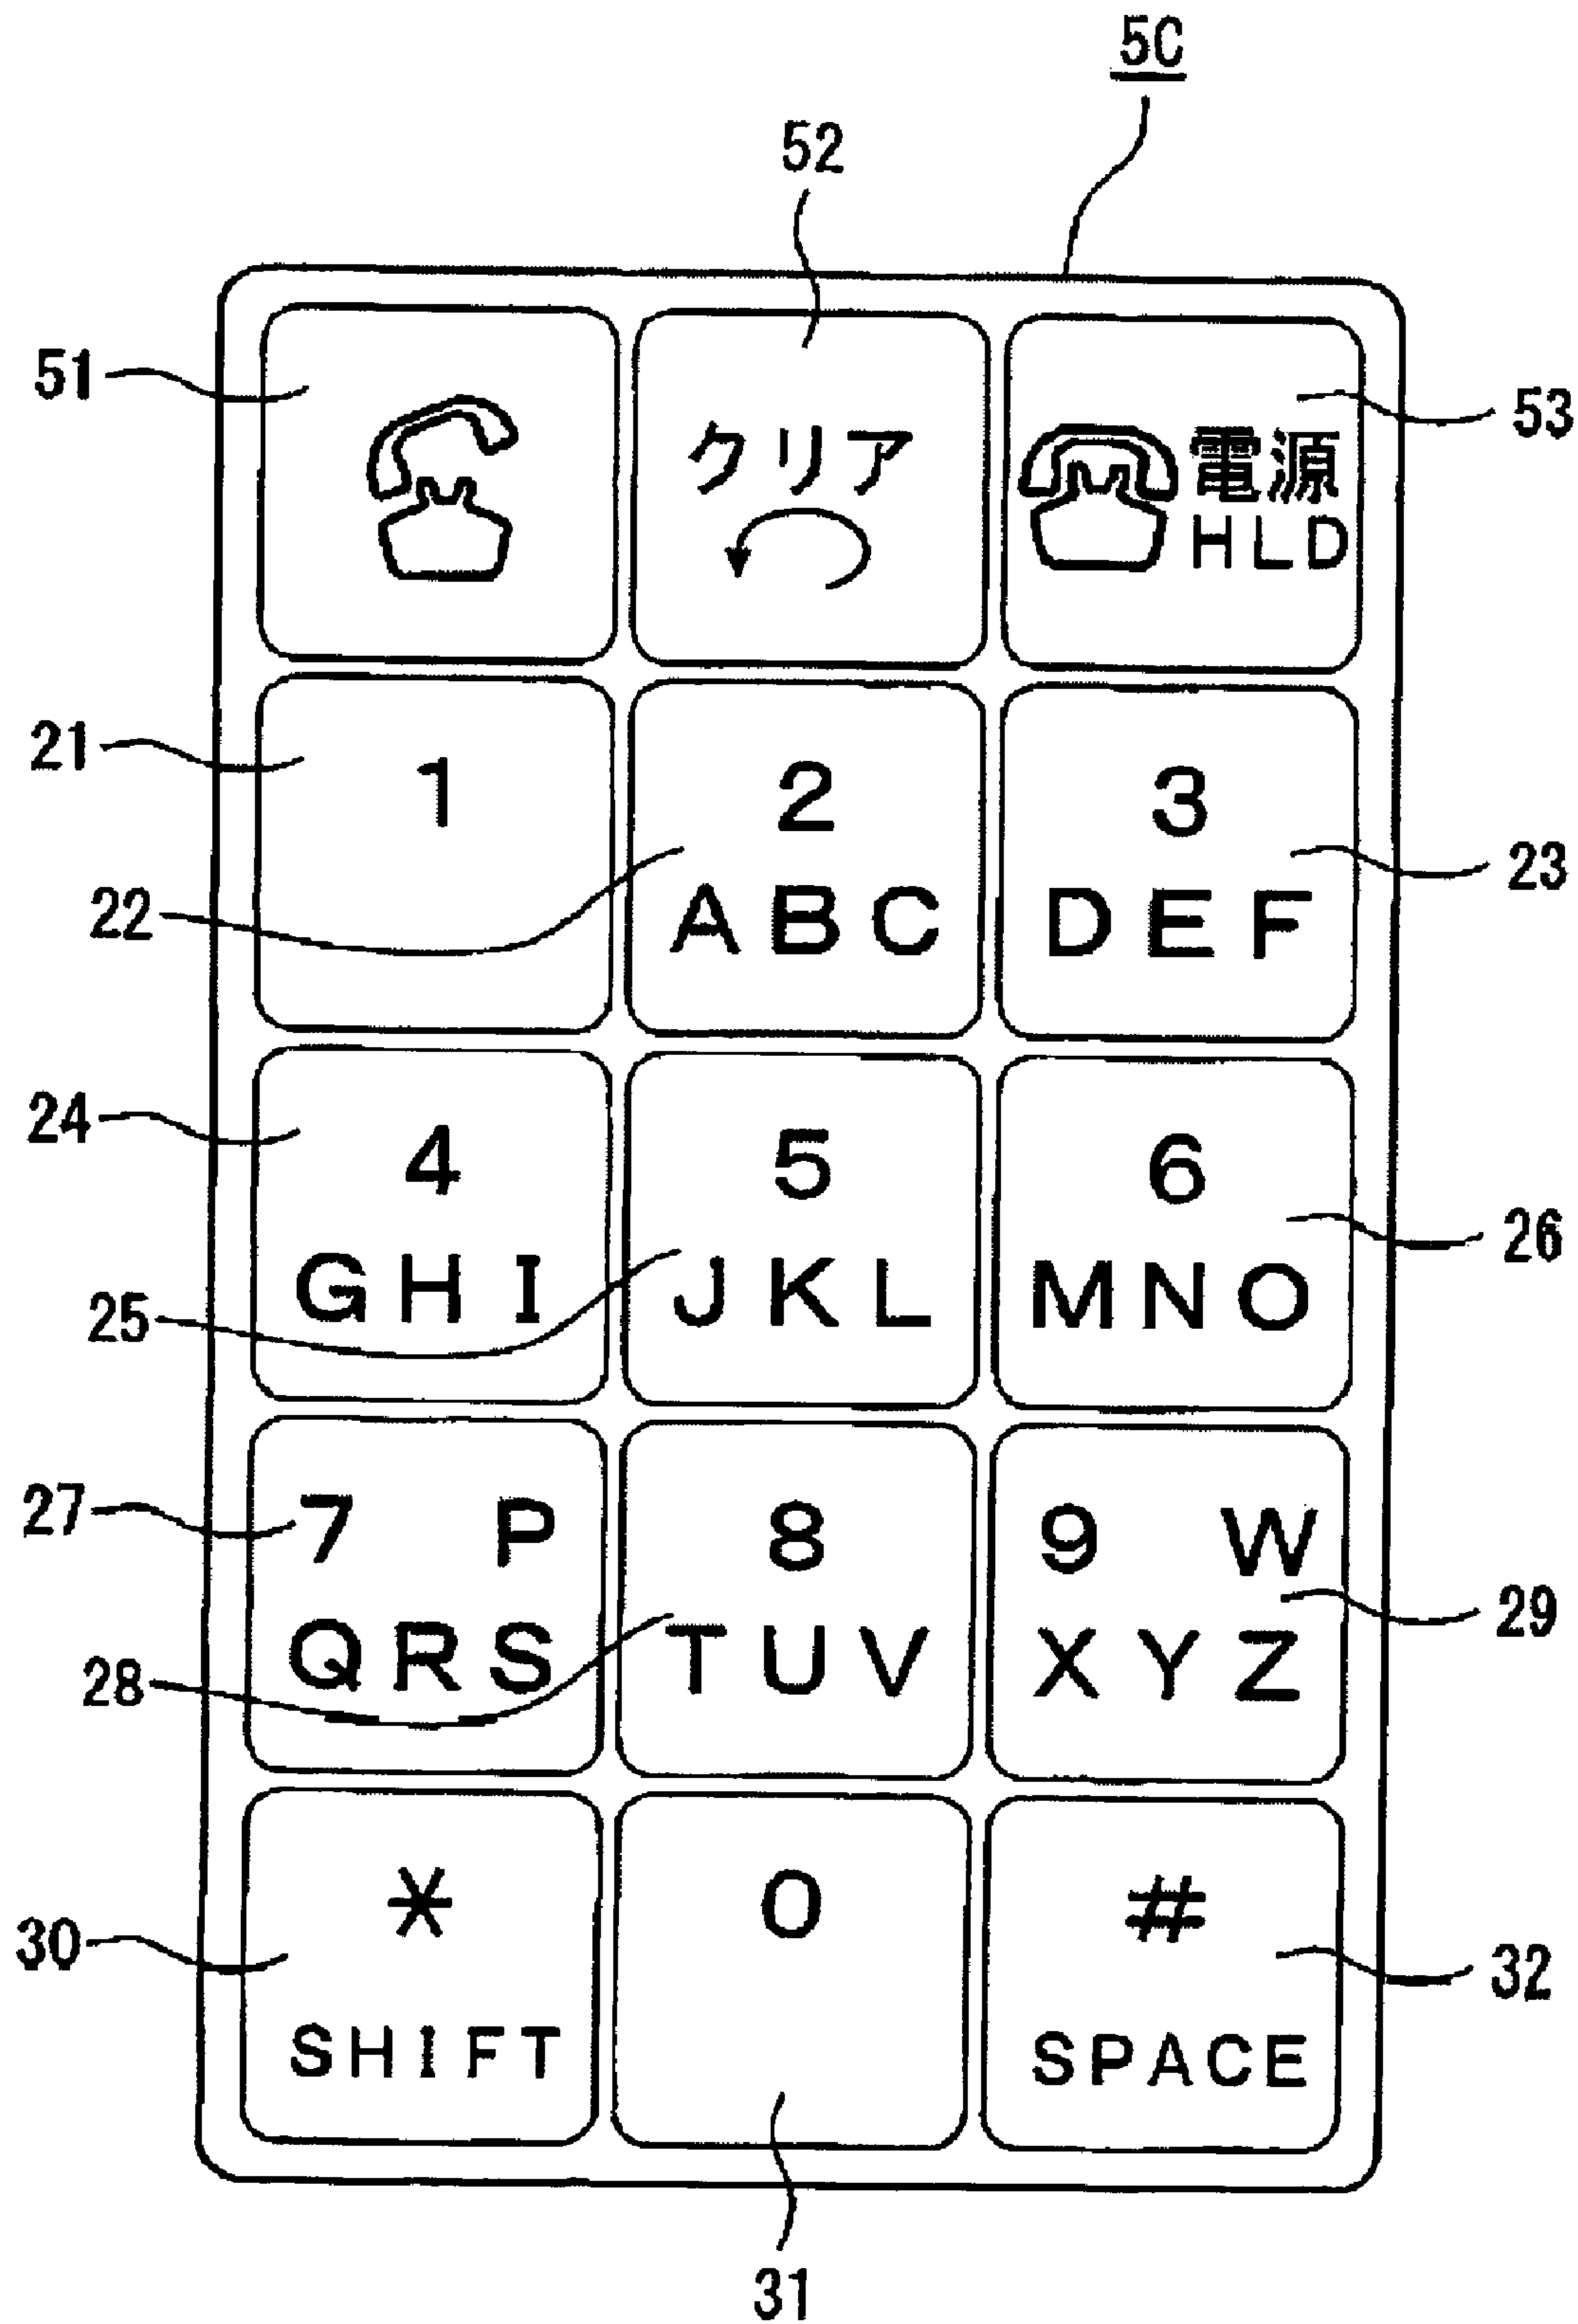 5C
52
51
53
クリア
電源
HLD
21
1
2
3
22
ABC
DEF
23
24
4
5
6
26
25
GHI
JKL
MNO
27
7 P
8
9 W
29
28
QRS
TUV
XYZ
30
*
0
#
32
SHIFT
SPACE
31